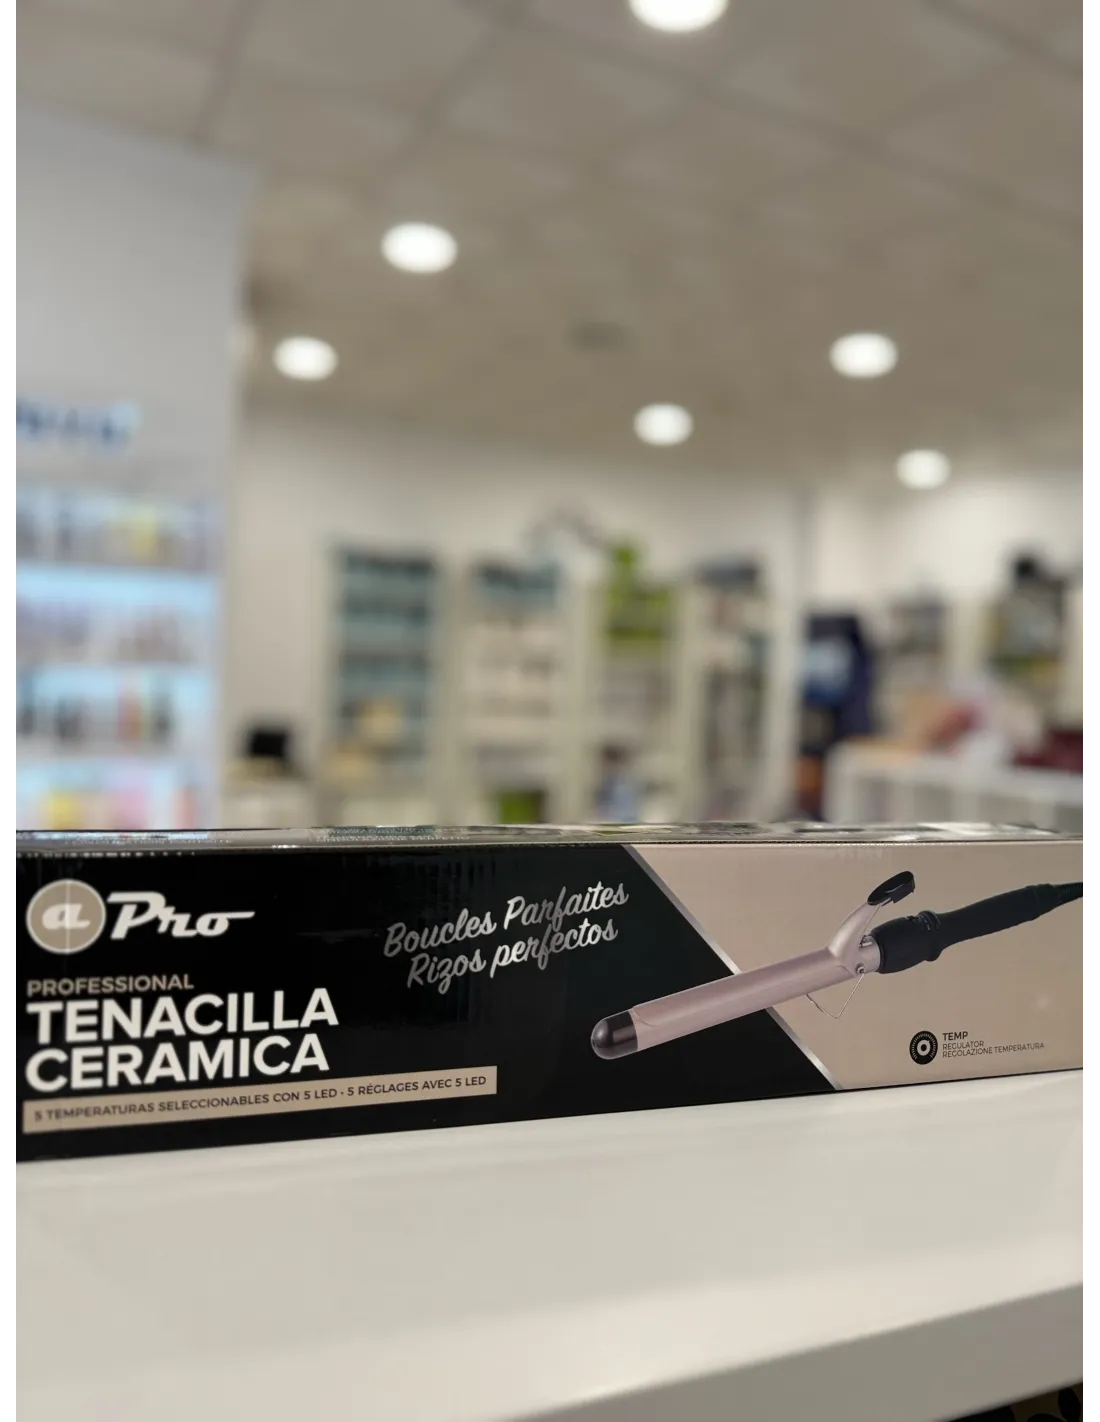 a Pro
PROFESSIONAL
TENACILLA
CERAMICA
5 TEMPERATURAS SELECCIONABLES CON 5 LED • 5 RÉGLAGES AVEC 5 LED
Boucles Parfaites
Rizos perfectos
TEMP
REGULATOR
REGOLAZIONE TEMPERATURA